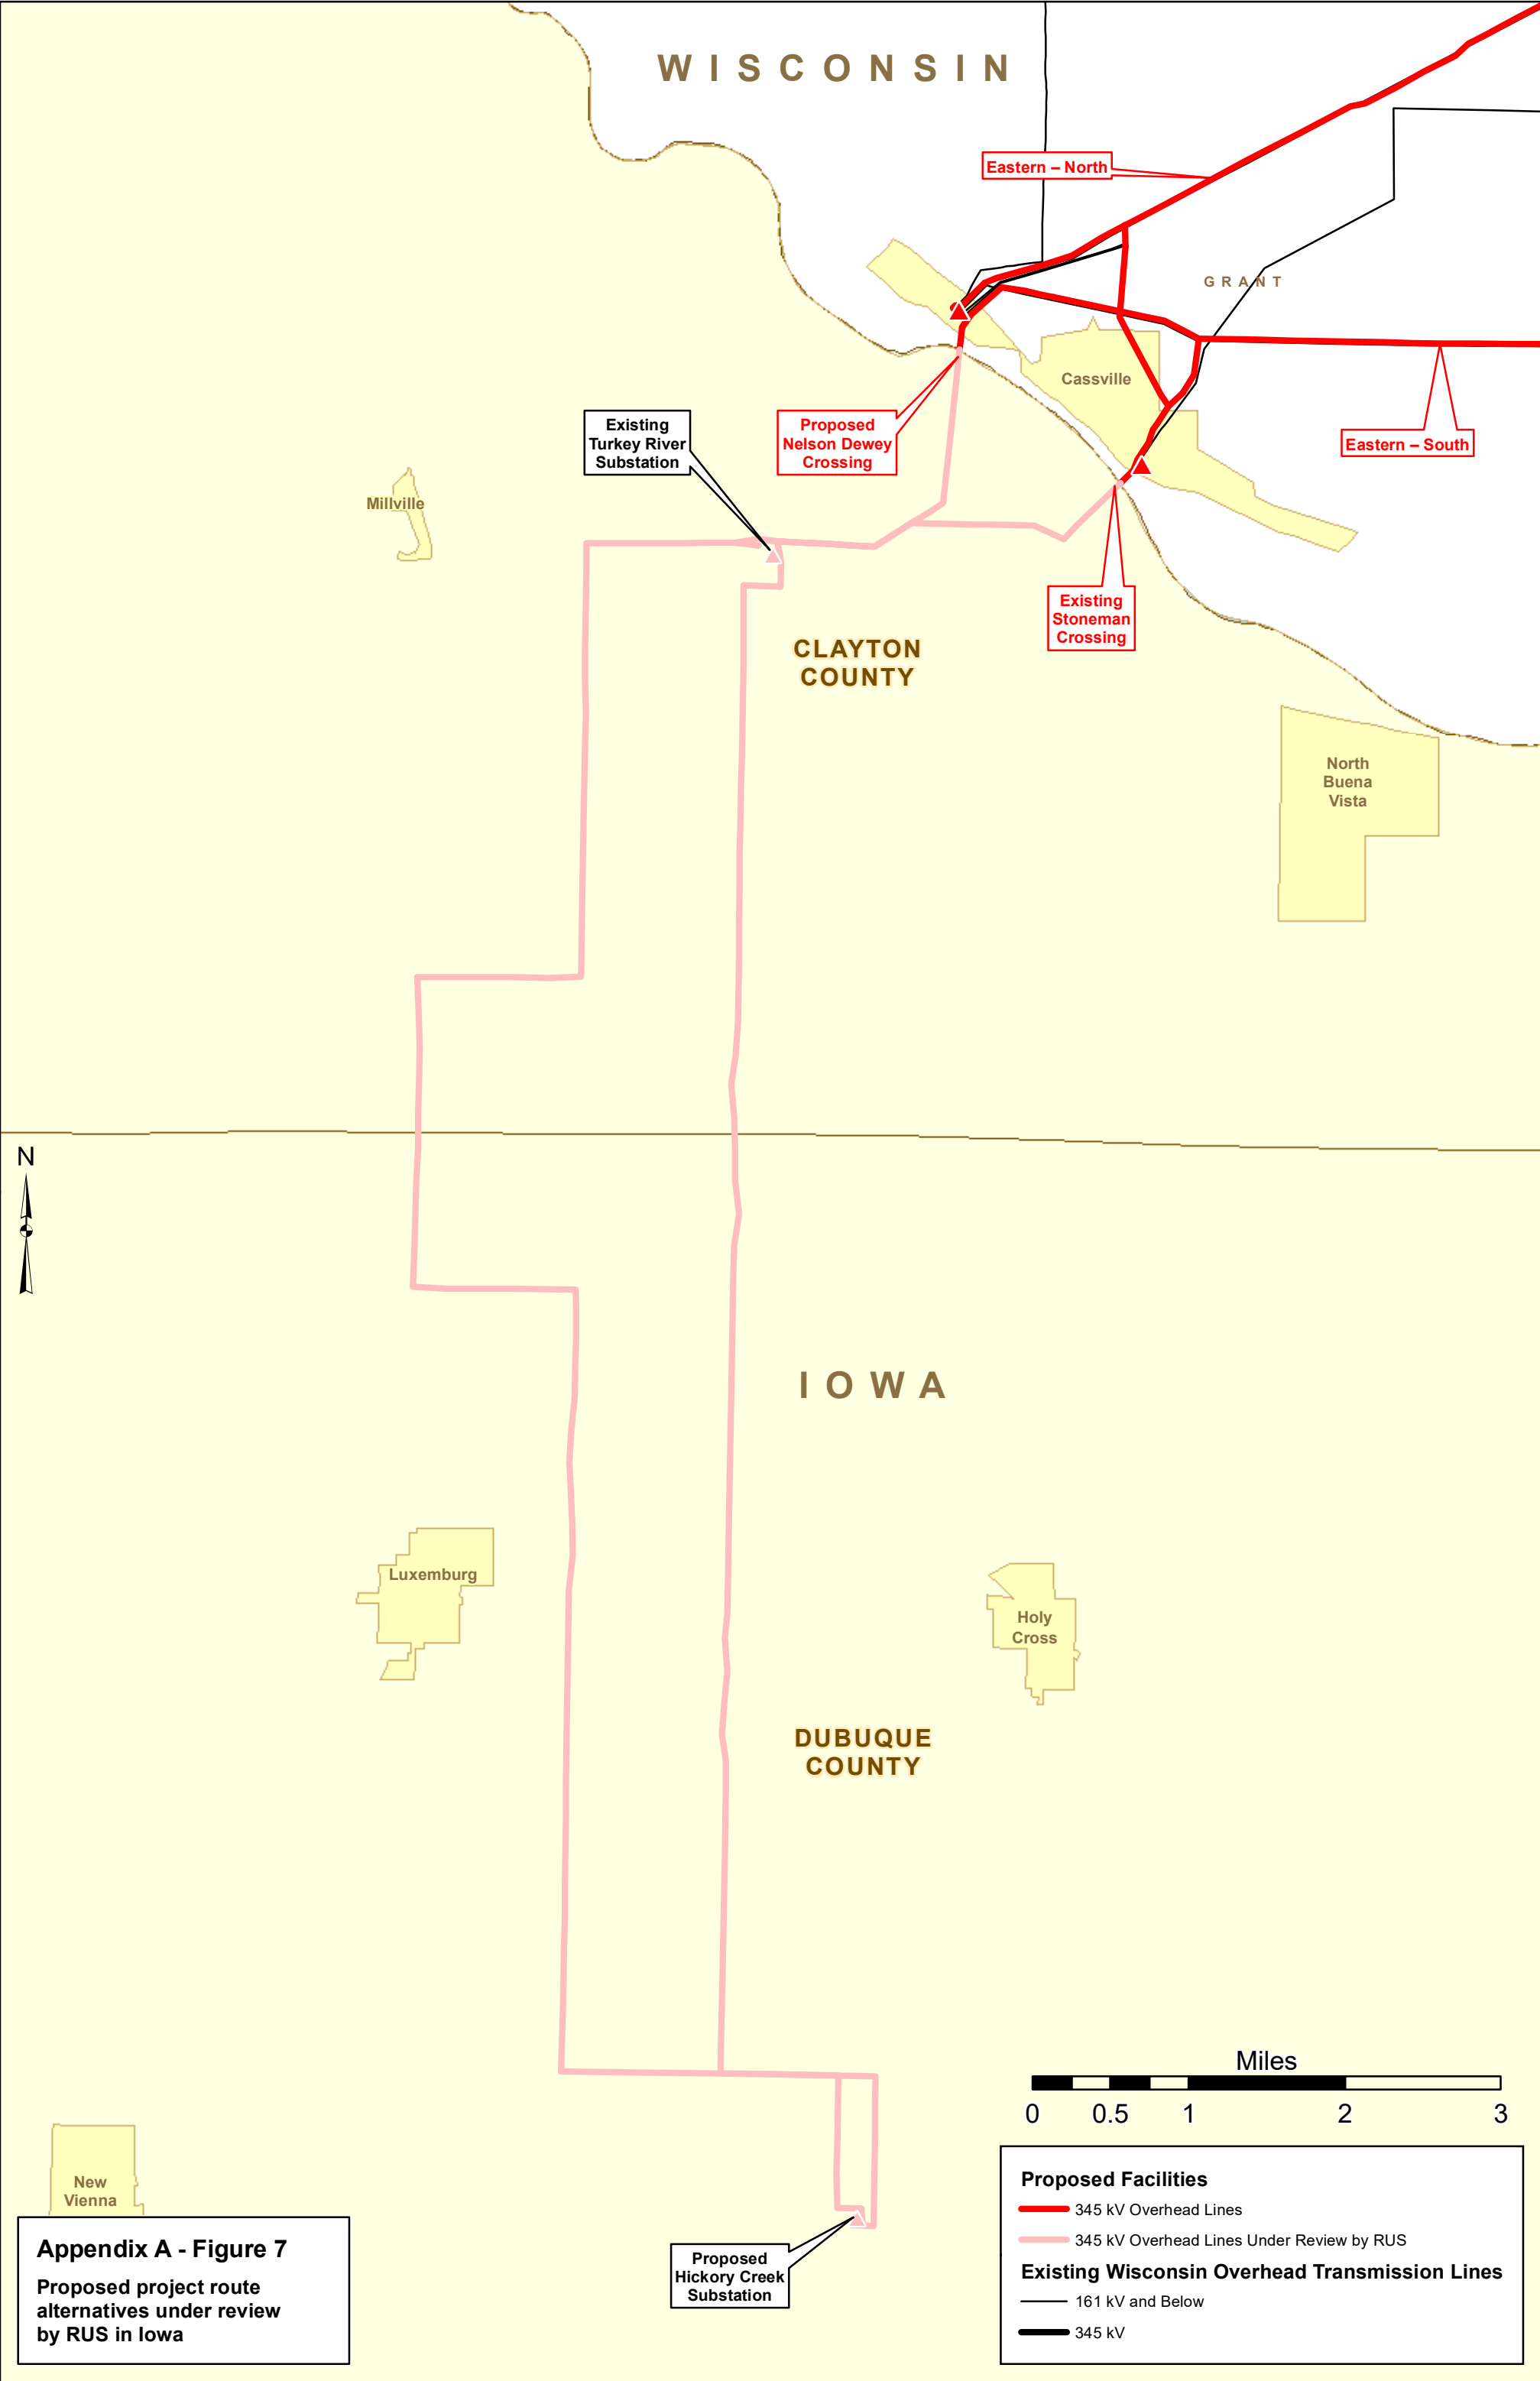 WISCONSIN
Eastern – North
GRANT
Cassville
Existing
Turkey River
Substation
Proposed
Nelson Dewey
Crossing
Eastern – South
Millville
Existing
Stoneman
Crossing
CLAYTON
COUNTY
North
Buena
Vista
N
IOWA
Luxemburg
Holy
Cross
DUBUQUE
COUNTY
Miles
0 0.5 1 2 3
New
Vienna
Appendix A - Figure 7
Proposed project route
alternatives under review
by RUS in Iowa
Proposed
Hickory Creek
Substation
Proposed Facilities
345 kV Overhead Lines
345 kV Overhead Lines Under Review by RUS
Existing Wisconsin Overhead Transmission Lines
161 kV and Below
345 kV